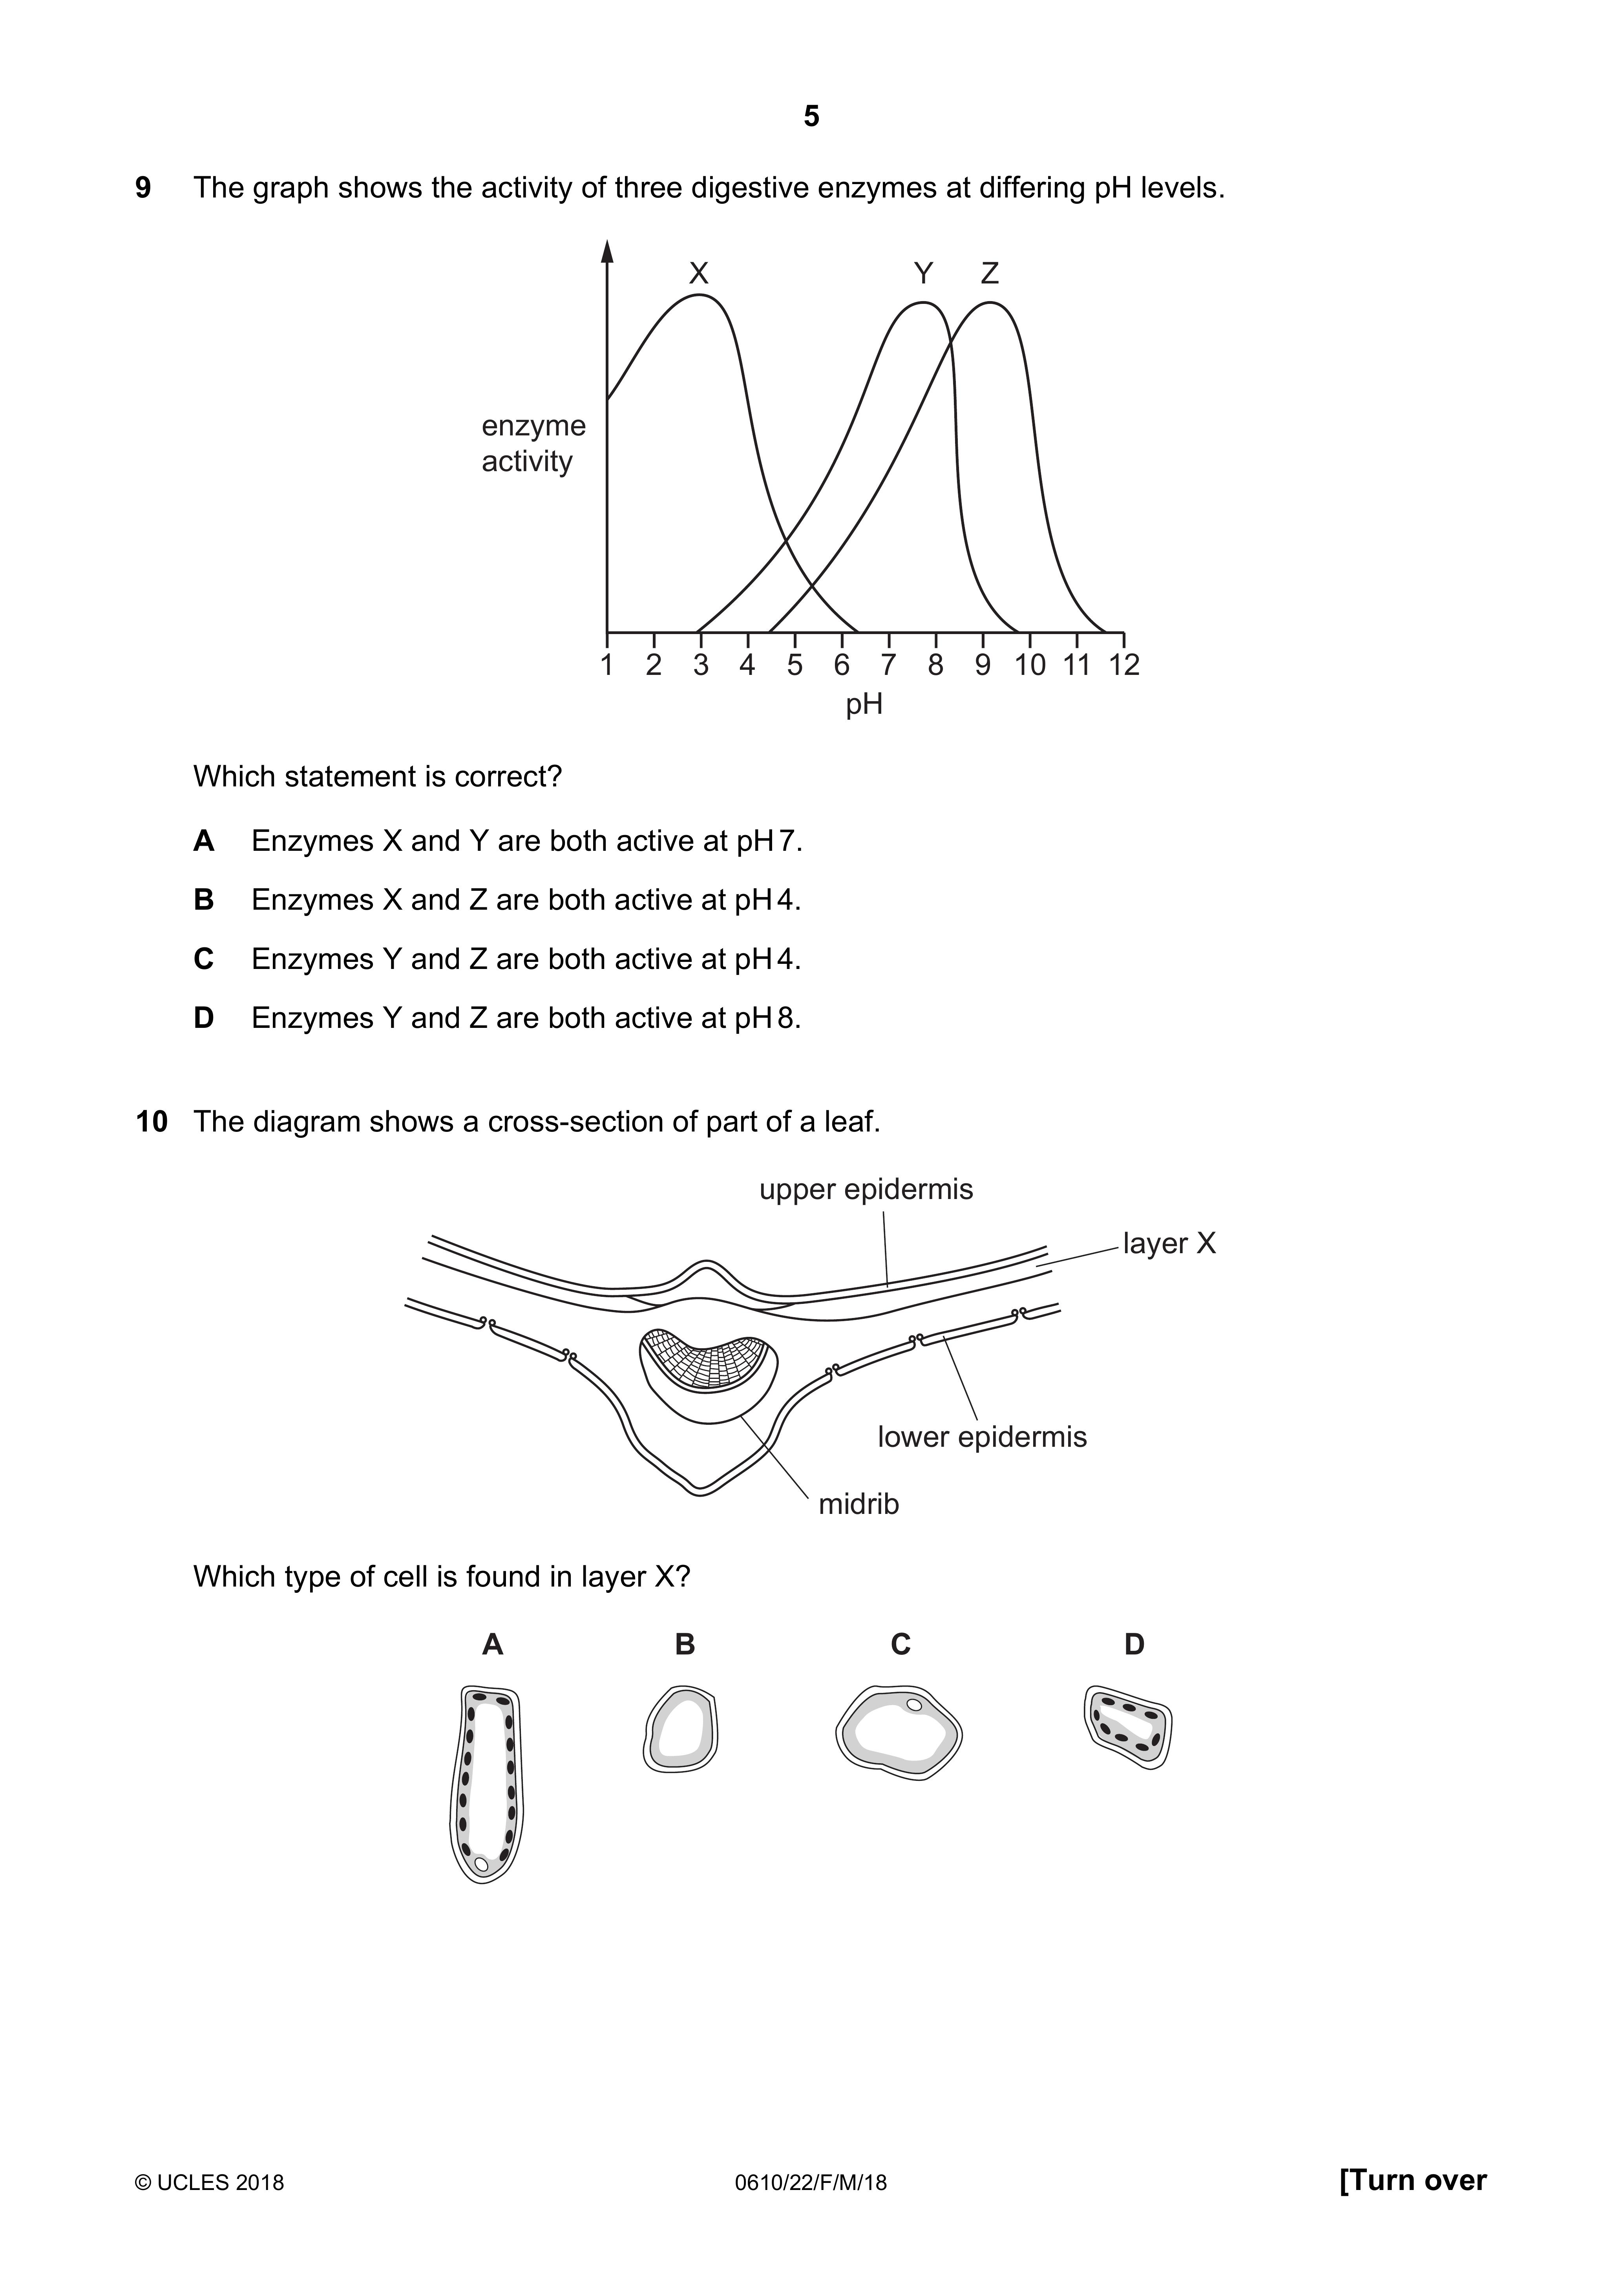 5
9 The graph shows the activity of three digestive enzymes at differing pH levels.
X Y Z
enzyme
activity
1 2 3 4 5 6 7 8 9 10 11 12
pH
Which statement is correct?
A Enzymes X and Y are both active at pH 7.
B Enzymes X and Z are both active at pH 4.
C Enzymes Y and Z are both active at pH 4.
D Enzymes Y and Z are both active at pH 8.
10 The diagram shows a cross-section of part of a leaf.
upper epidermis
layer X
lower epidermis
midrib
Which type of cell is found in layer X?
A B C D
© UCLES 2018 0610/22/F/M/18 [Turn over